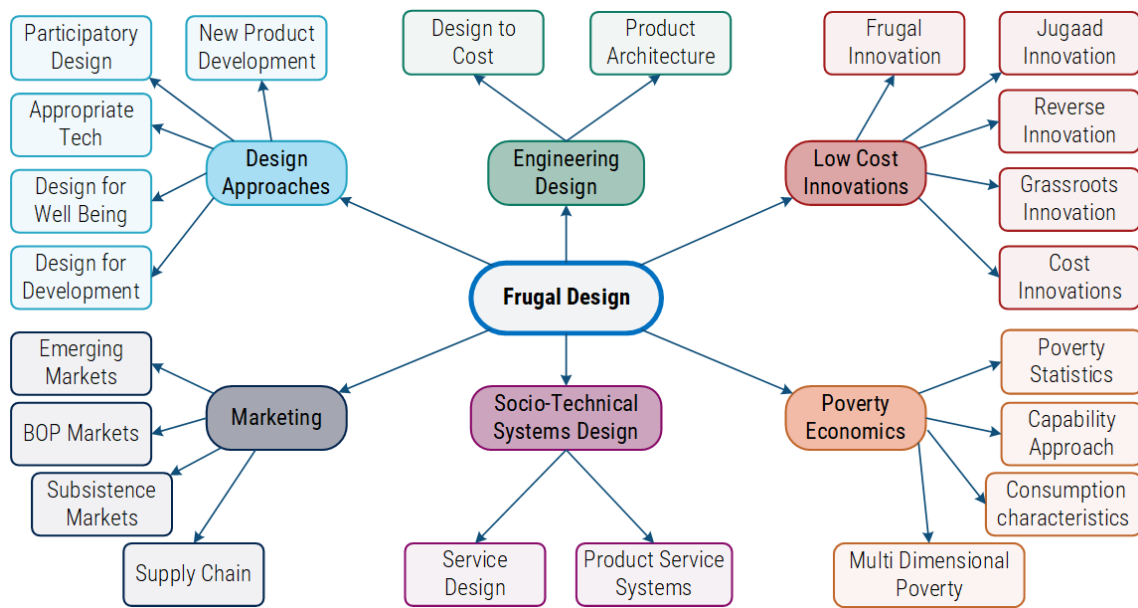 Participatory
Design
New Product
Development
Design to
Cost
Product
Architecture
Frugal
Innovation
Jugaad
Innovation
Appropriate
Tech
Reverse
Innovation
Design
Approaches
Engineering
Design
Low Cost
Innovations
Design for
Well Being
Grassroots
Innovation
Design for
Development
Frugal Design
Cost
Innovations
Emerging
Markets
Poverty
Statistics
Marketing
Socio-Technical
Systems Design
Poverty
Economics
BOP Markets
Capability
Approach
Subsistence
Markets
Consumption
characteristics
Supply Chain
Service
Design
Product Service
Systems
Multi Dimensional
Poverty